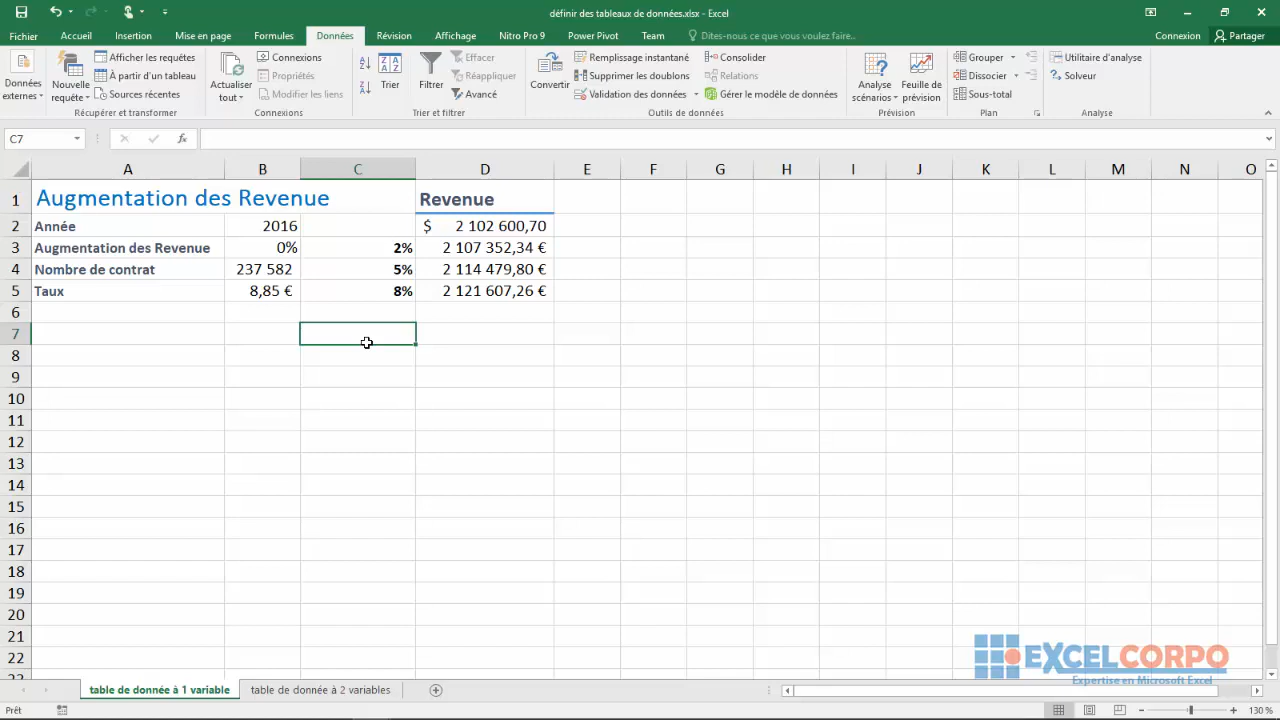 définir des tableaux de données.xlsx - Excel
Fichier Accueil Insertion Mise en page Formules Données Révision Affichage Nitro Pro 9 Power Pivot Team Dites-nous ce que vous voulez faire... Connexion Partager
Données externes
Nouvelle requête
Afficher les requêtes
À partir d'un tableau
Sources récentes
Récupérer et transformer
Actualiser tout
Connexions
Propriétés
Modifier les liens
Connexions
Trier
Filtrer
Effacer
Réappliquer
Avancé
Trier et filtrer
Convertir
Remplissage instantané
Supprimer les doublons
Validation des données
Consolider
Relations
Gérer le modèle de données
Outils de données
Analyse scénarios
Feuille de prévision
Prévision
Grouper
Dissocier
Sous-total
Plan
Utilitaire d'analyse
Solveur
Analyse
C7 fx
A B C D E F G H I J K L M N O
1 Augmentation des Revenue Revenue
2 Année 2016 $ 2 102 600,70
3 Augmentation des Revenue 0% 2% 2 107 352,34 €
4 Nombre de contrat 237 582 5% 2 114 479,80 €
5 Taux 8,85 € 8% 2 121 607,26 €
6
7
8
9
10
11
12
13
14
15
16
17
18
19
20
21
22
23
EXCELCORPO
Expertise en Microsoft Excel
table de donnée à 1 variable table de donnée à 2 variables
Prêt 130 %